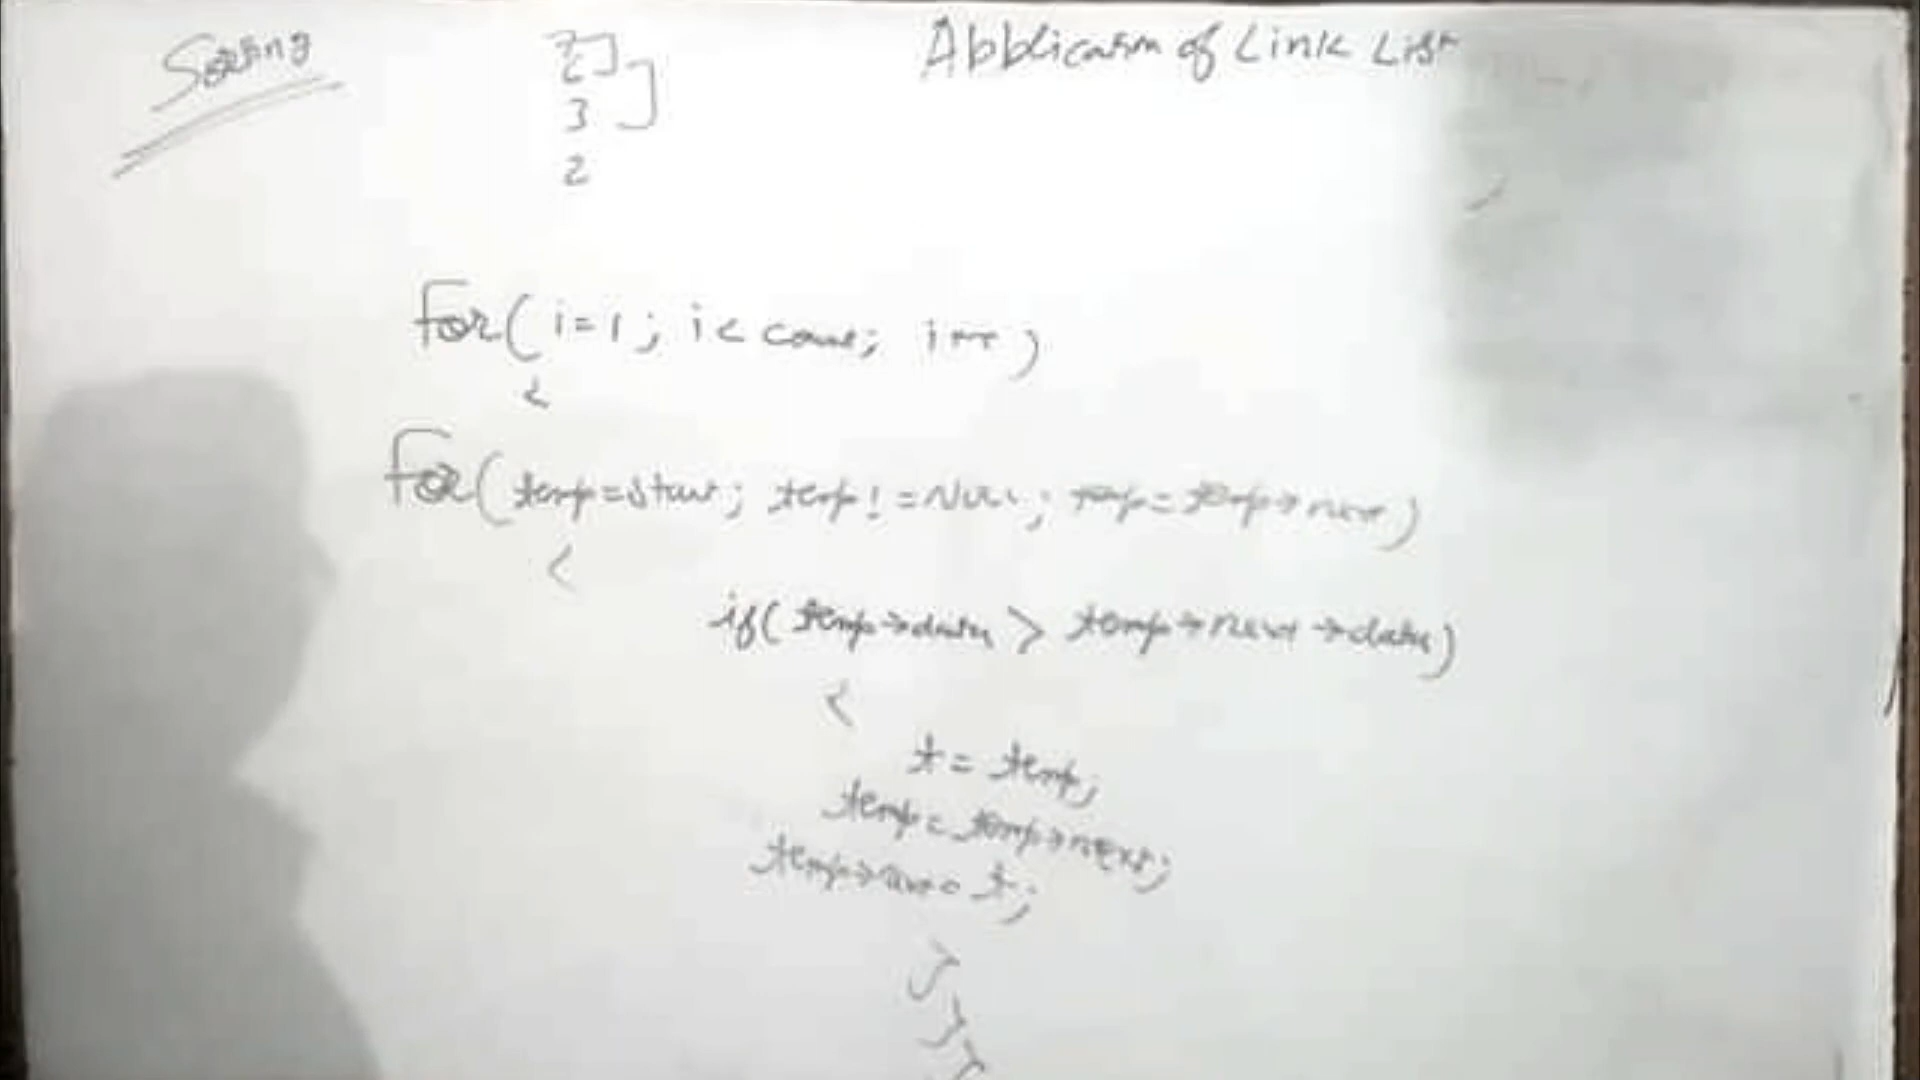 Sorting
Application of Link List
2
3
2
for( i=1; i< count; i++ )
{
for( temp=start; temp! =NULL; temp= temp→next )
{
if( temp→data > temp→next →data)
{
t= temp;
temp= temp→next;
temp→next= t;
}
}
}